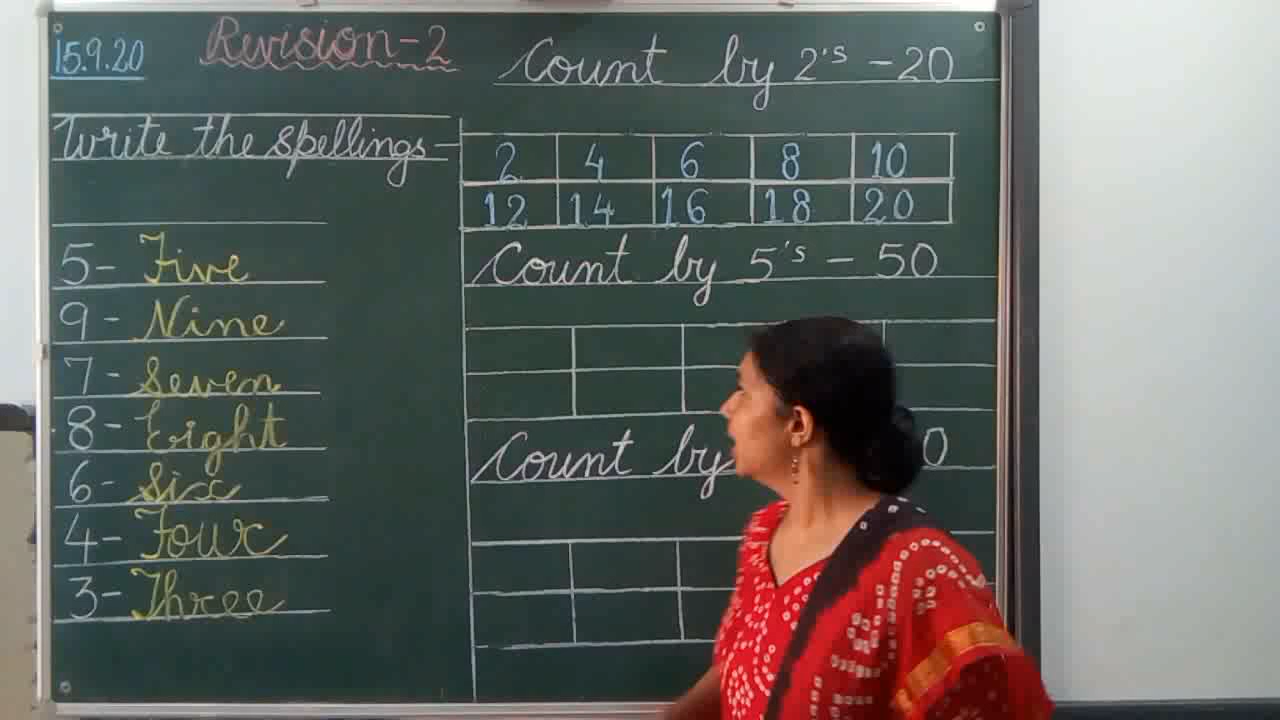 15.9.20
Revision-2
Write the spellings-
5- Five
9- Nine
7- Seven
8- Eight
6- Six
4- Four
3- Three
Count by 2's -20
2 4 6 8 10
12 14 16 18 20
Count by 5's - 50
Count by